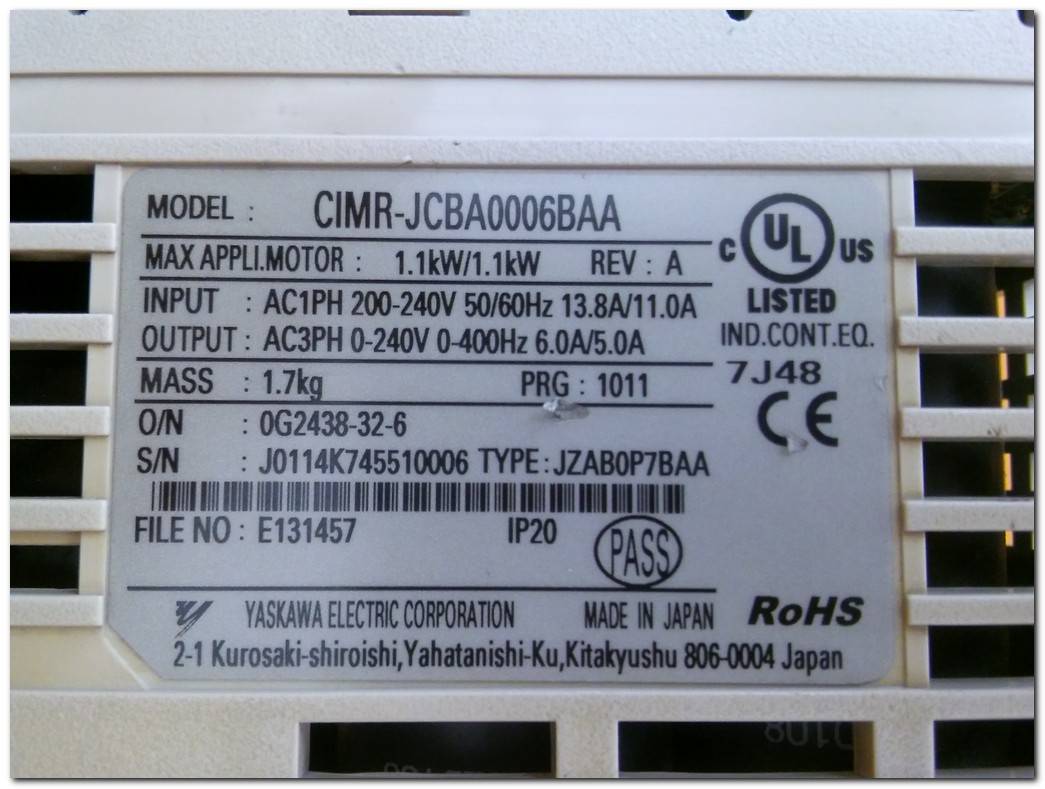 MODEL : CIMR-JCBA0006BAA
MAX APPLI.MOTOR : 1.1kW/1.1kW REV : A
INPUT : AC1PH 200-240V 50/60Hz 13.8A/11.0A
OUTPUT : AC3PH 0-240V 0-400Hz 6.0A/5.0A
MASS : 1.7kg PRG : 1011
O/N : 0G2438-32-6
S/N : J0114K745510006 TYPE : JZAB0P7BAA
FILE NO : E131457 IP20 PASS
YASKAWA ELECTRIC CORPORATION MADE IN JAPAN RoHS
2-1 Kurosaki-shiroishi,Yahatanishi-Ku,Kitakyushu 806-0004 Japan
C UL US
LISTED
IND.CONT.EQ.
7J48
CE